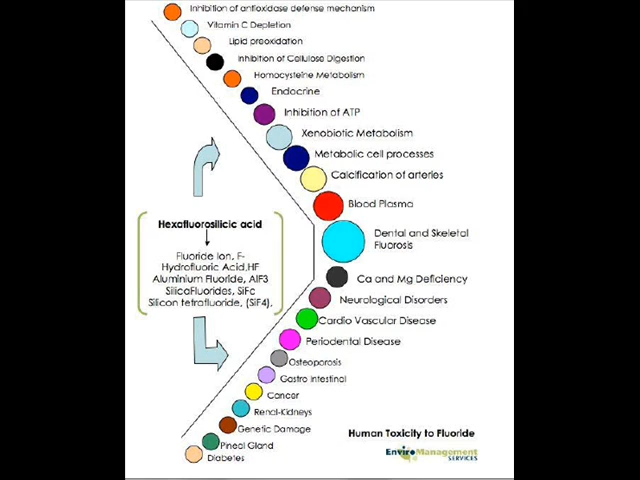 Inhibition of antioxidase defense mechanism
Vitamin C Depletion
Lipid preoxidation
Inhibition of Cellulose Digestion
Homocysteine Metabolism
Endocrine
Inhibition of ATP
Xenobiotic Metabolism
Metabolic cell processes
Calcification of arteries
Blood Plasma
Dental and Skeletal
Fluorosis
Ca and Mg Deficiency
Neurological Disorders
Cardio Vascular Disease
Periodental Disease
Osteoporosis
Gastro Intestinal
Cancer
Renal-Kidneys
Genetic Damage
Pineal Gland
Diabetes
Hexafluorosilicic acid
Fluoride Ion, F-
Hydrofluoric Acid,HF
Aluminium Fluoride, AlF3
SilicaFluorides, SiFc
Silicon tetrafluoride, (SiF4),
Human Toxicity to Fluoride
EnviroManagement
SERVICES